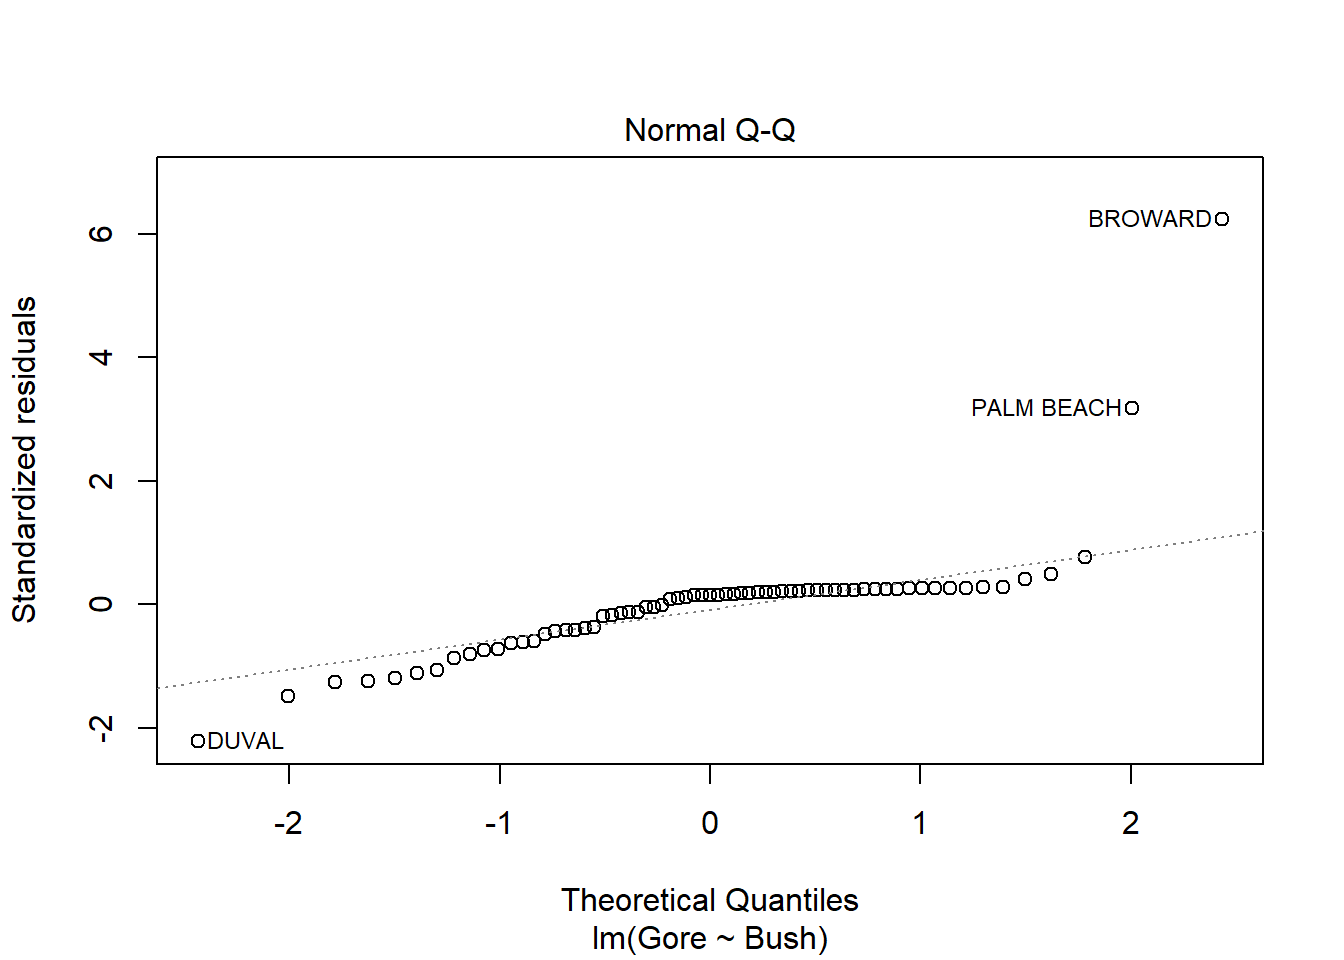 Normal Q-Q
Standardized residuals
6
4
2
0
-2
BROWARD
PALM BEACH
DUVAL
-2 -1 0 1 2
Theoretical Quantiles
lm(Gore ~ Bush)